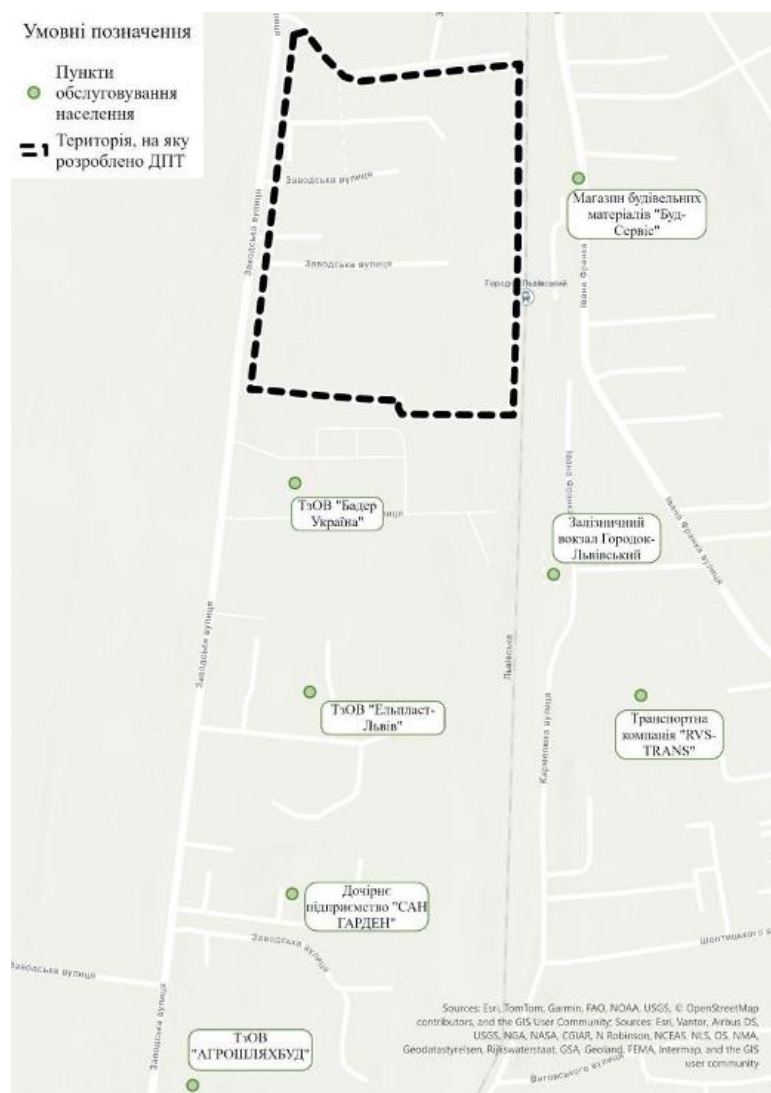 Умовні позначення
Пункти
обслуговування
населення
Територія, на яку
розроблено ДПТ
Заводська вулиця
Магазин будівельних
матеріалів "Буд-
Сервіс"
Заводська вулиця
Заводська вулиця
Івана Франка
Городок-Львівський
ТзОВ "Бадер
Україна"
Івана Франка вулиця
Залізничний
вокзал Городок-
Львівський
Заводська вулиця
Львівська
ТзОВ "Ельпласт-
Львів"
Кармелюка вулиця
Транспортна
компанія "RVS-
TRANS"
Дочірнє
підприємство "САН
ГАРДЕН"
Заводська вулиця
Шептицького в
Заводська вулиця
Заводська вулиця
ТзОВ
"АГРОШЛЯХБУД"
Sources: Esri, TomTom, Garmin, FAO, NOAA, USGS, © OpenStreetMap
contributors, and the GIS User Community; Sources: Esri, Vantor, Airbus DS,
USGS, NGA, NASA, CGIAR, N Robinson, NCEAS, NLS, OS, NMA,
Geodatastyrelsen, Rijkswaterstaat, GSA, Geoland, FEMA, Intermap, and the GIS
user community
Виговського вулиця